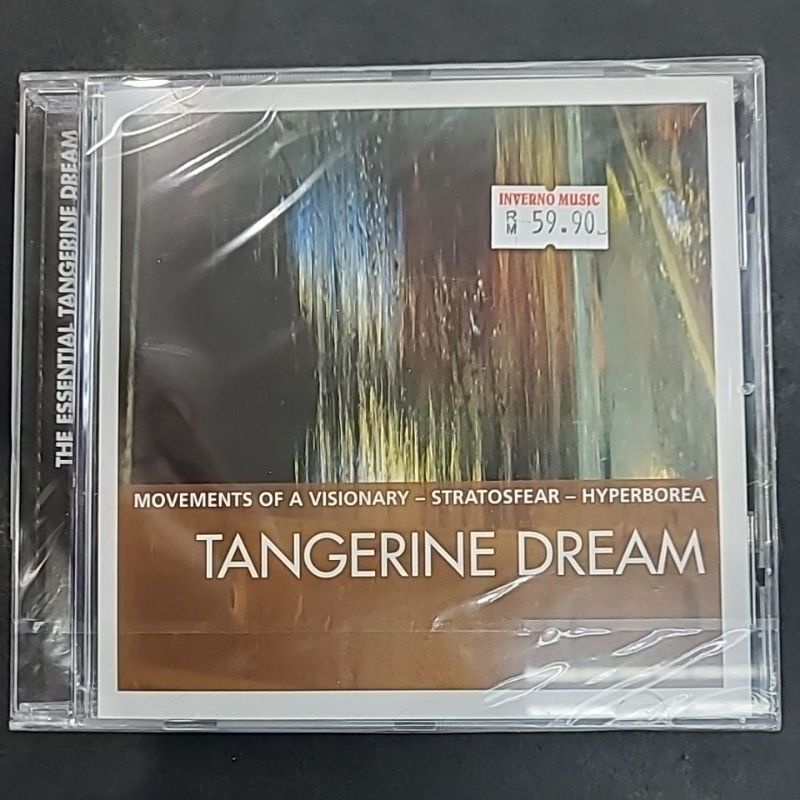 THE ESSENTIAL TANGERINE DREAM
INVERNO MUSIC
RM 59.90
MOVEMENTS OF A VISIONARY – STRATOSFEAR – HYPERBOREA
TANGERINE DREAM